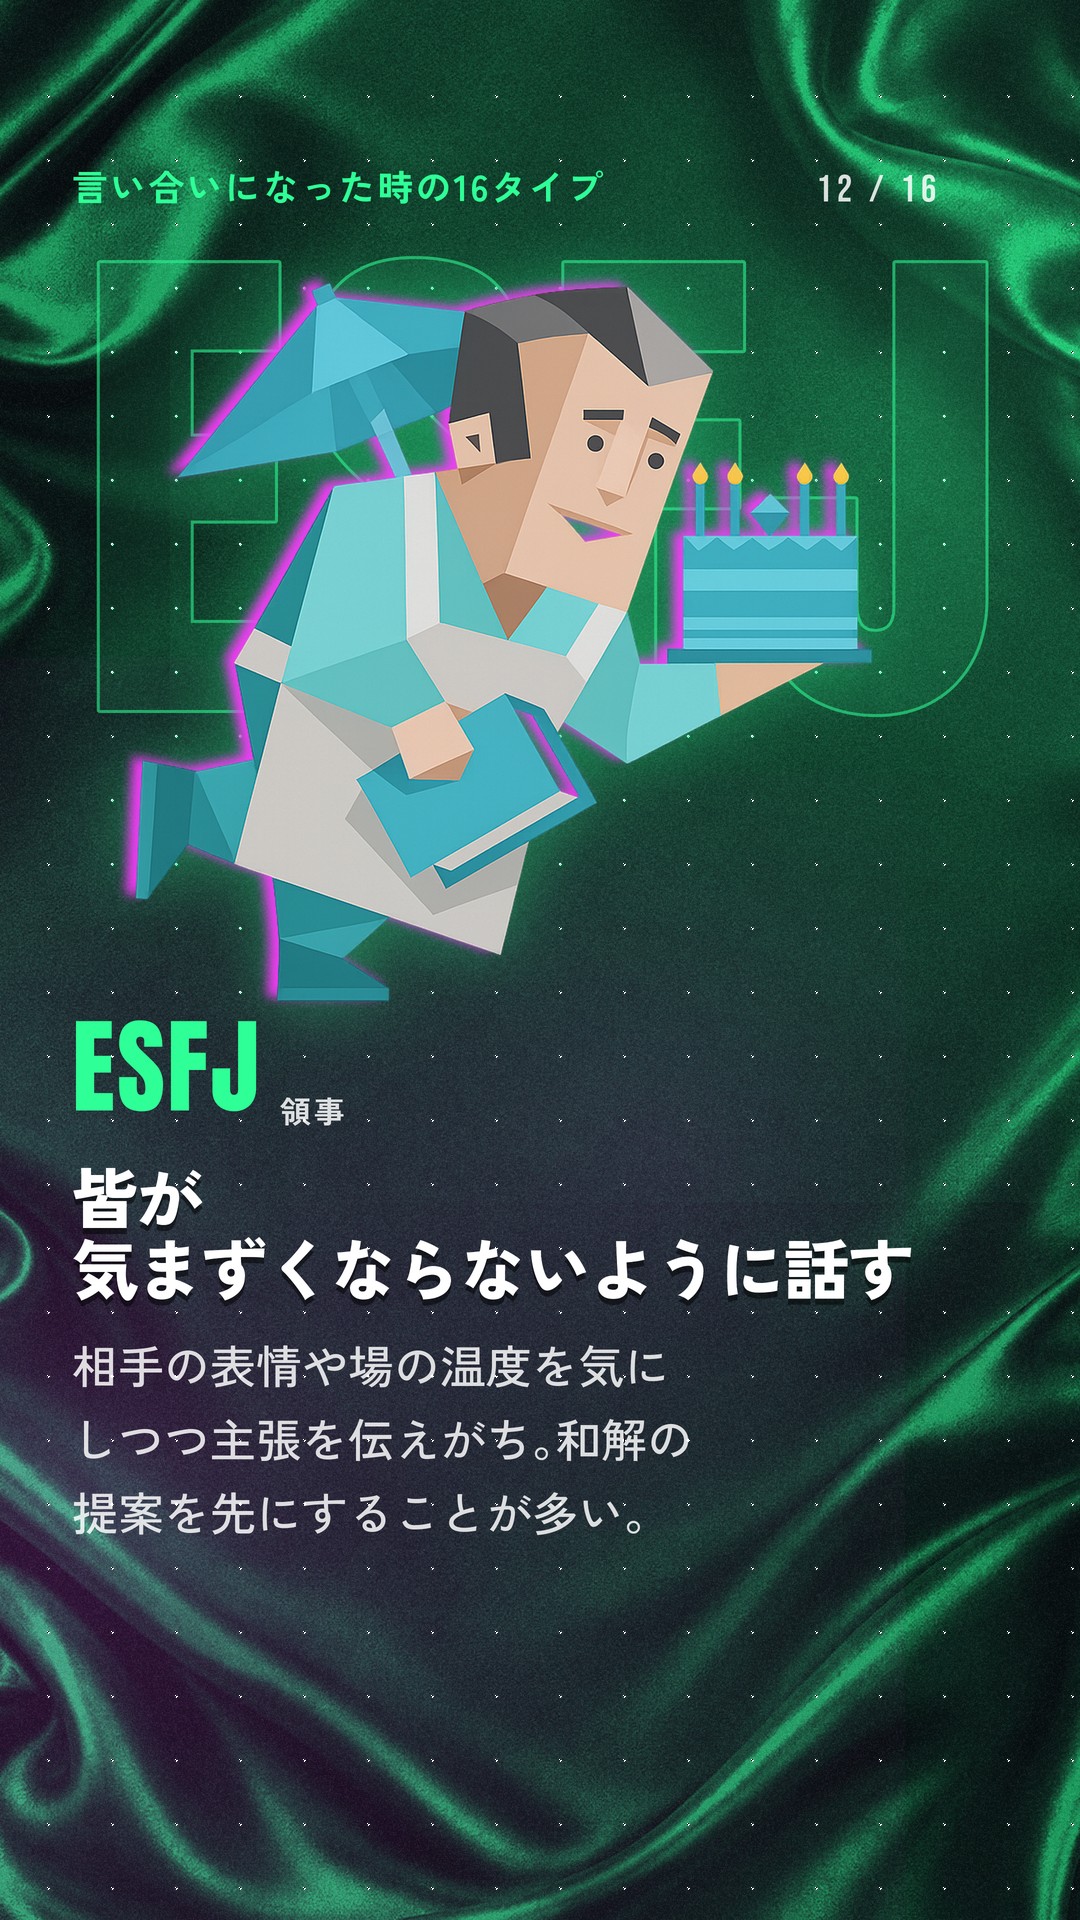 言い合いになった時の16タイプ
12 / 16
ESFJ
ESFJ
領事
皆が
気まずくならないように話す
相手の表情や場の温度を気に
しつつ主張を伝えがち。和解の
提案を先にすることが多い。